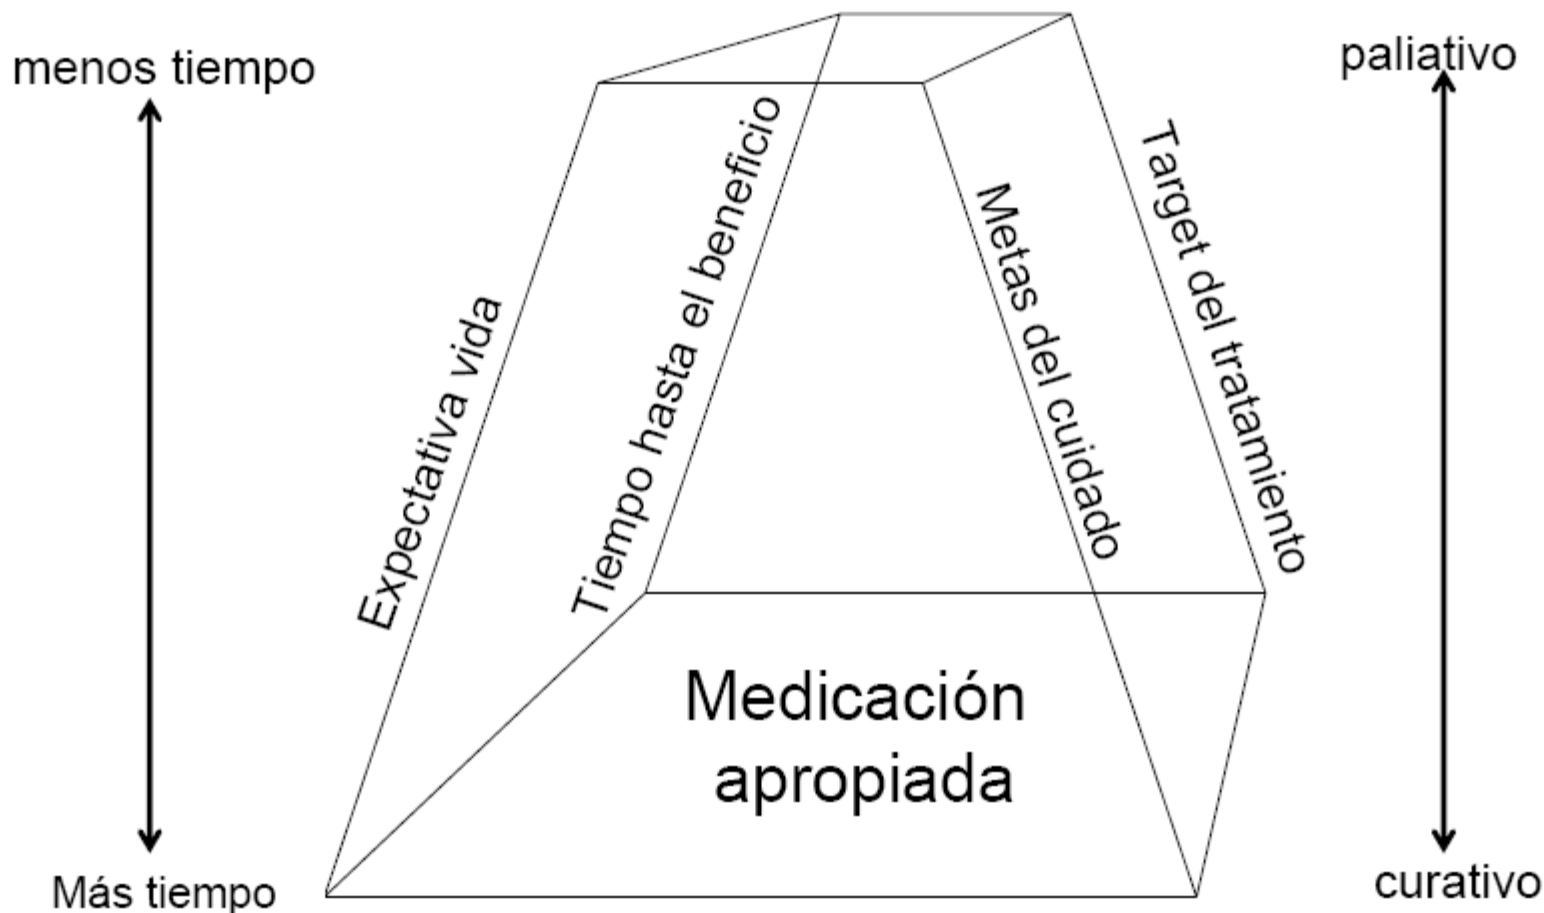 menos tiempo
paliativo
Expectativa vida
Tiempo hasta el beneficio
Metas del cuidado
Target del tratamiento
Medicación
apropiada
Más tiempo
curativo